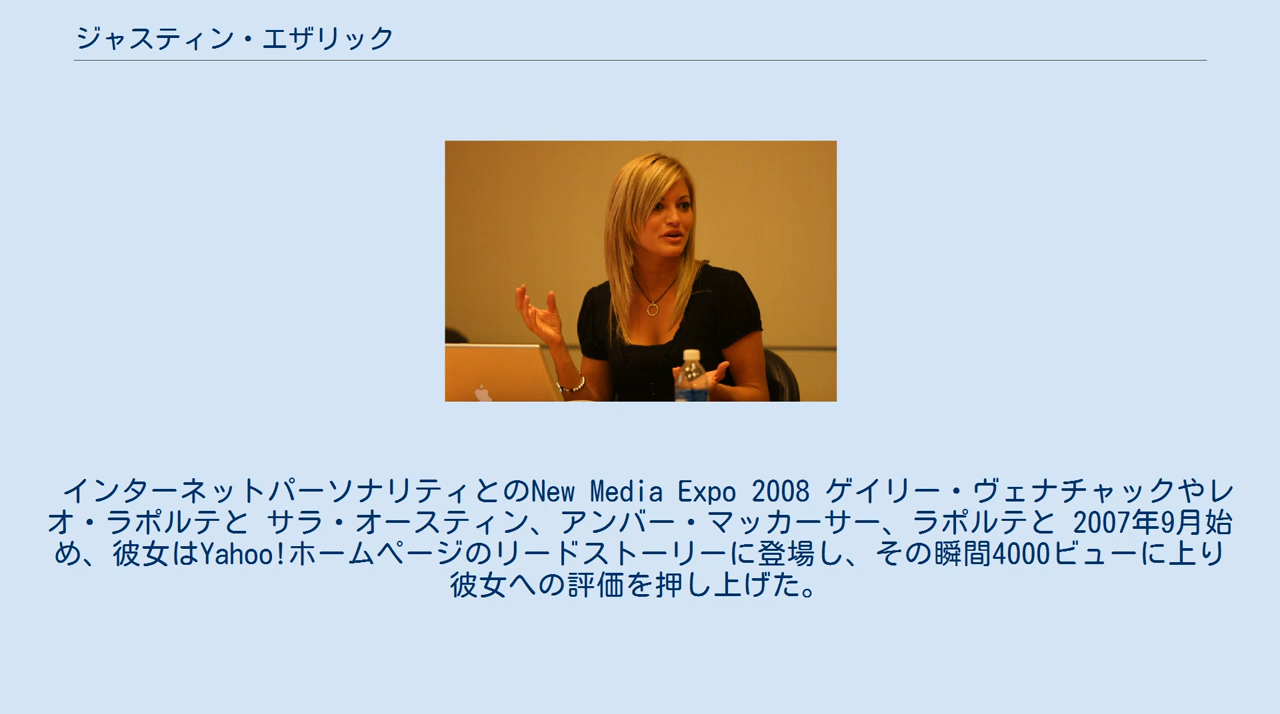 ジャスティン・エザリック
インターネットパーソナリティとのNew Media Expo 2008 ゲイリー・ヴェナチャックやレ
オ・ラポルテと サラ・オースティン、アンバー・マッカーサー、ラポルテと 2007年9月始
め、彼女はYahoo!ホームページのリードストーリーに登場し、その瞬間4000ビューに上り
彼女への評価を押し上げた。